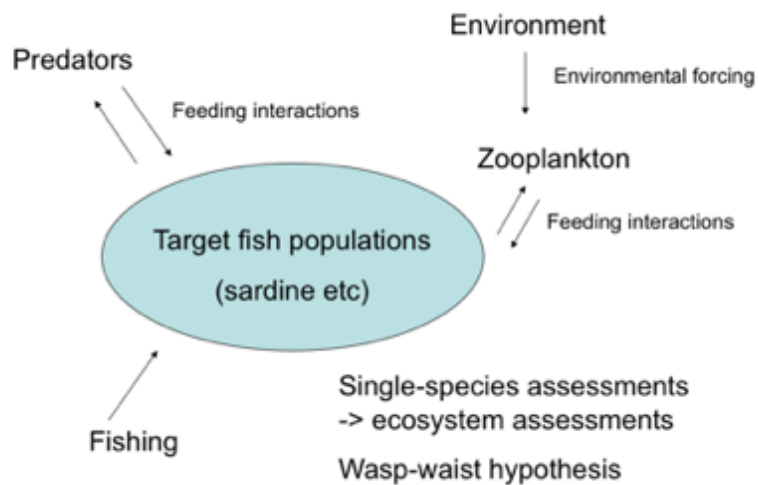 Environment
Predators
Environmental forcing
Feeding interactions
Zooplankton
Feeding interactions
Target fish populations
(sardine etc)
Single-species assessments
-> ecosystem assessments
Fishing
Wasp-waist hypothesis